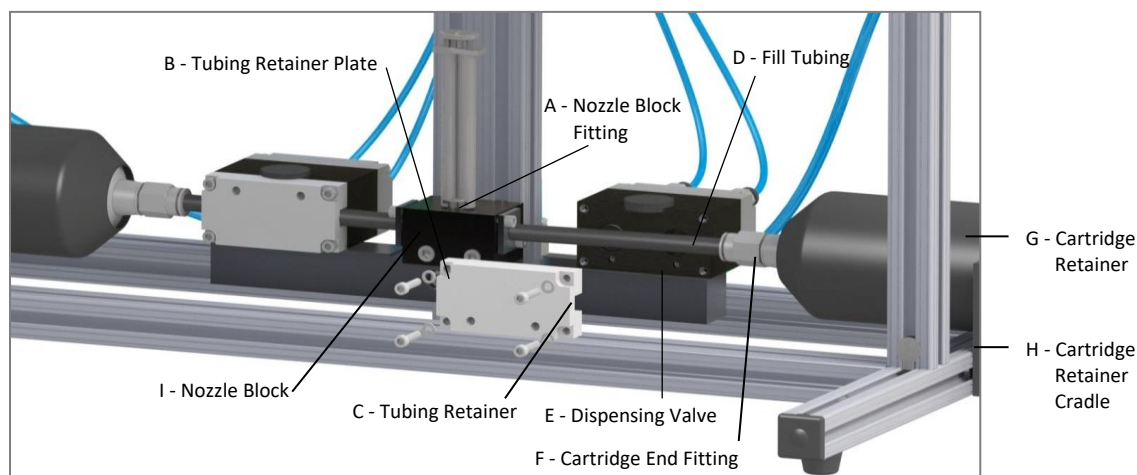 B - Tubing Retainer Plate
D - Fill Tubing
A - Nozzle Block
Fitting
G - Cartridge
Retainer
H - Cartridge
Retainer
Cradle
I - Nozzle Block
C - Tubing Retainer
E - Dispensing Valve
F - Cartridge End Fitting